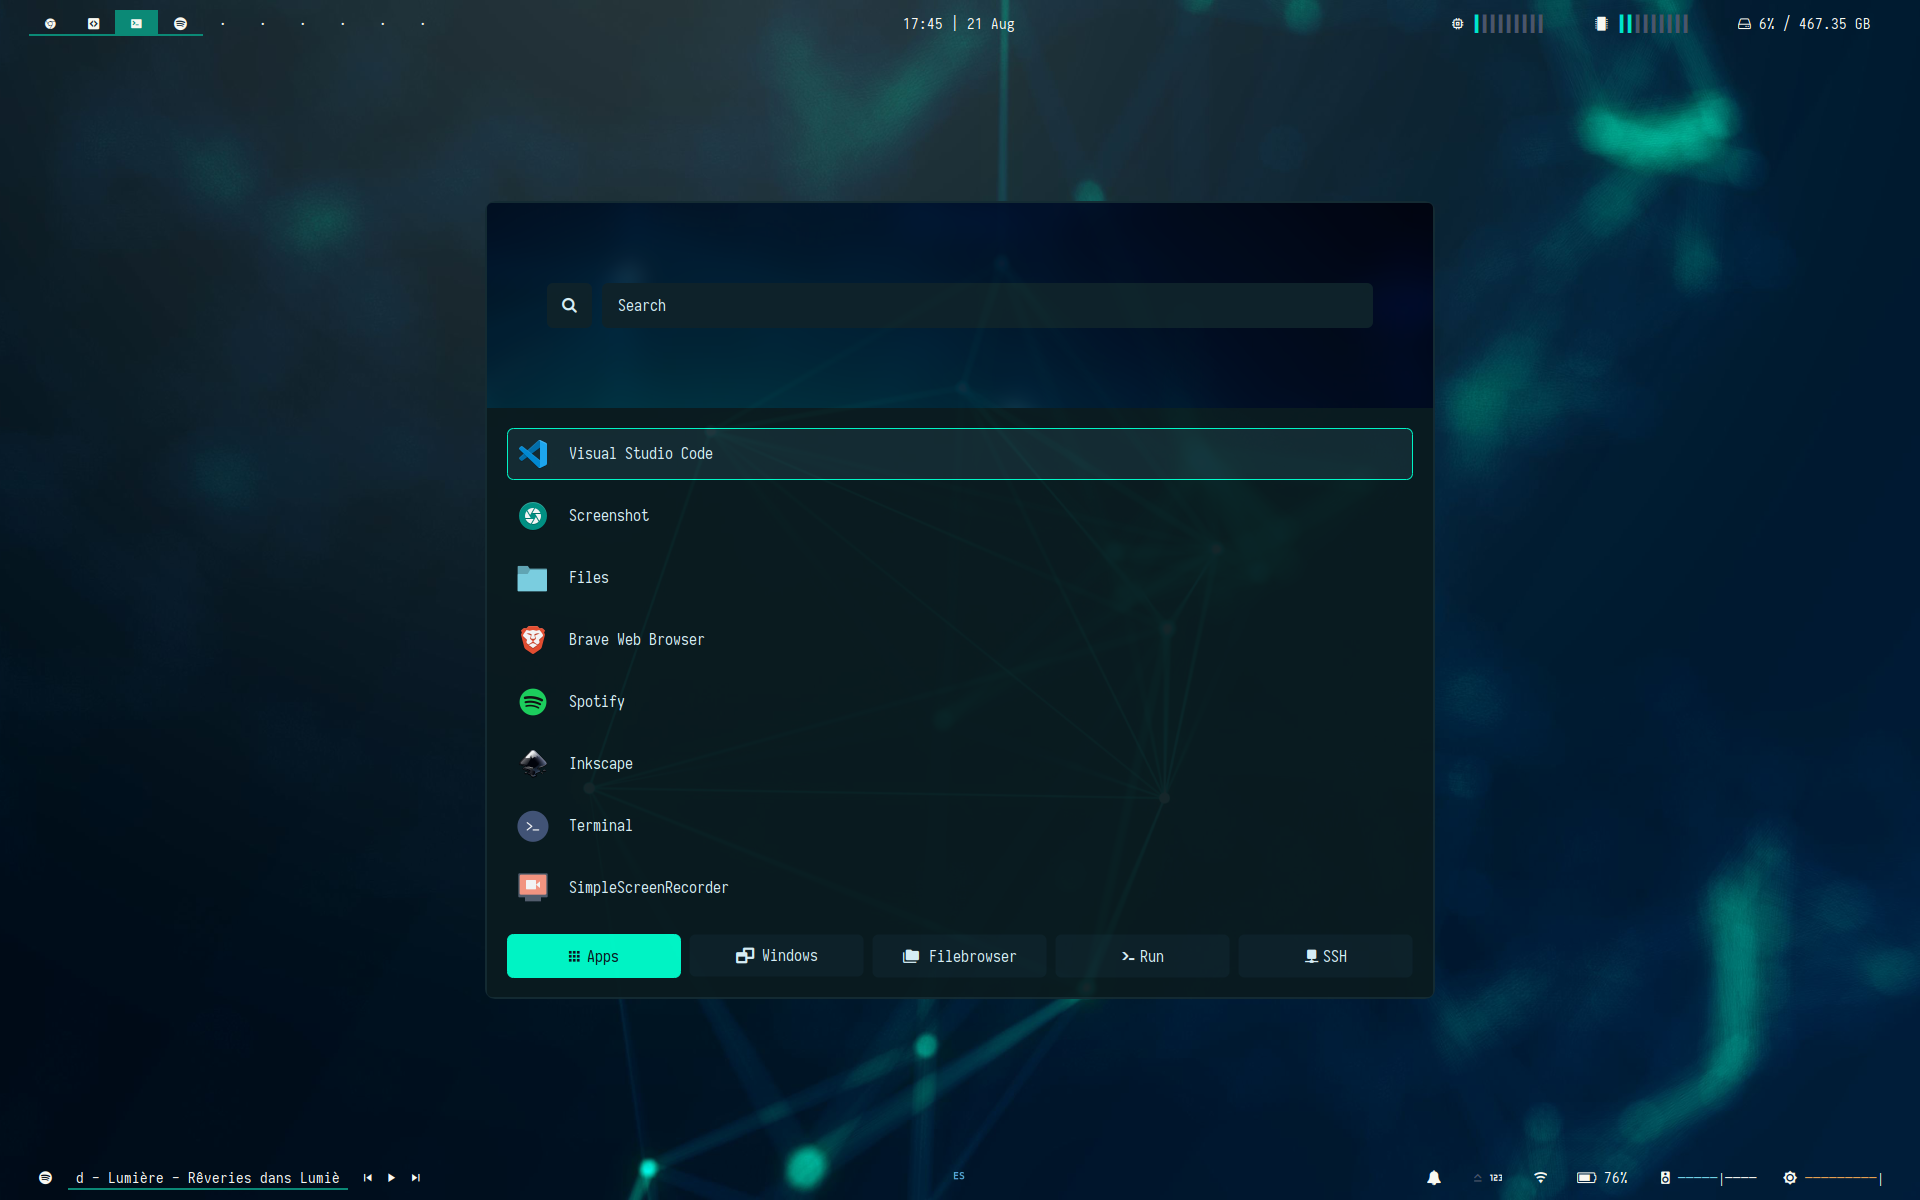 17:45 | 21 Aug
6% / 467.35 GB
Search
Visual Studio Code
Screenshot
Files
Brave Web Browser
Spotify
Inkscape
Terminal
SimpleScreenRecorder
Apps
Windows
Filebrowser
Run
SSH
d – Lumière – Rêveries dans Lumiè
ES
123
76%